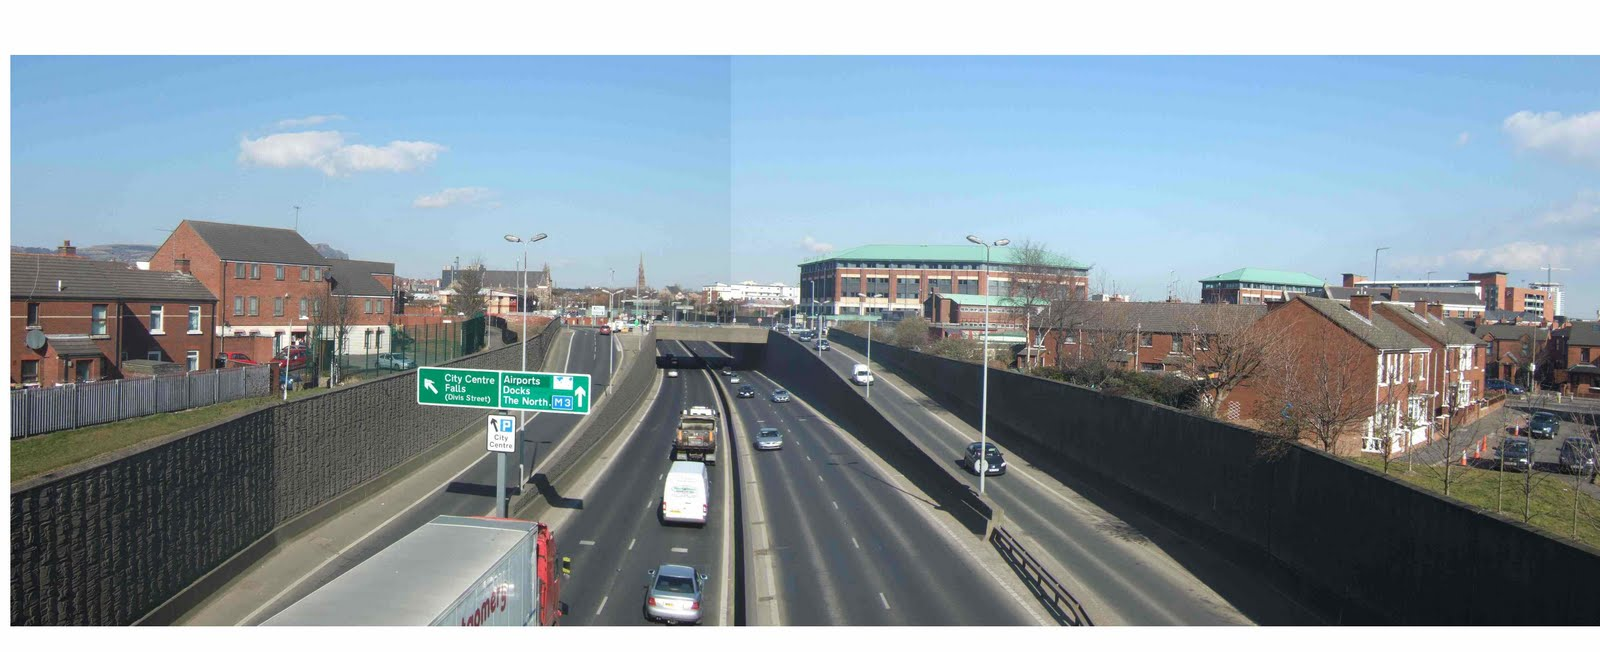 City Centre
Falls
(Divis Street)
Airports
Docks
The North
M3
P
City
Centre